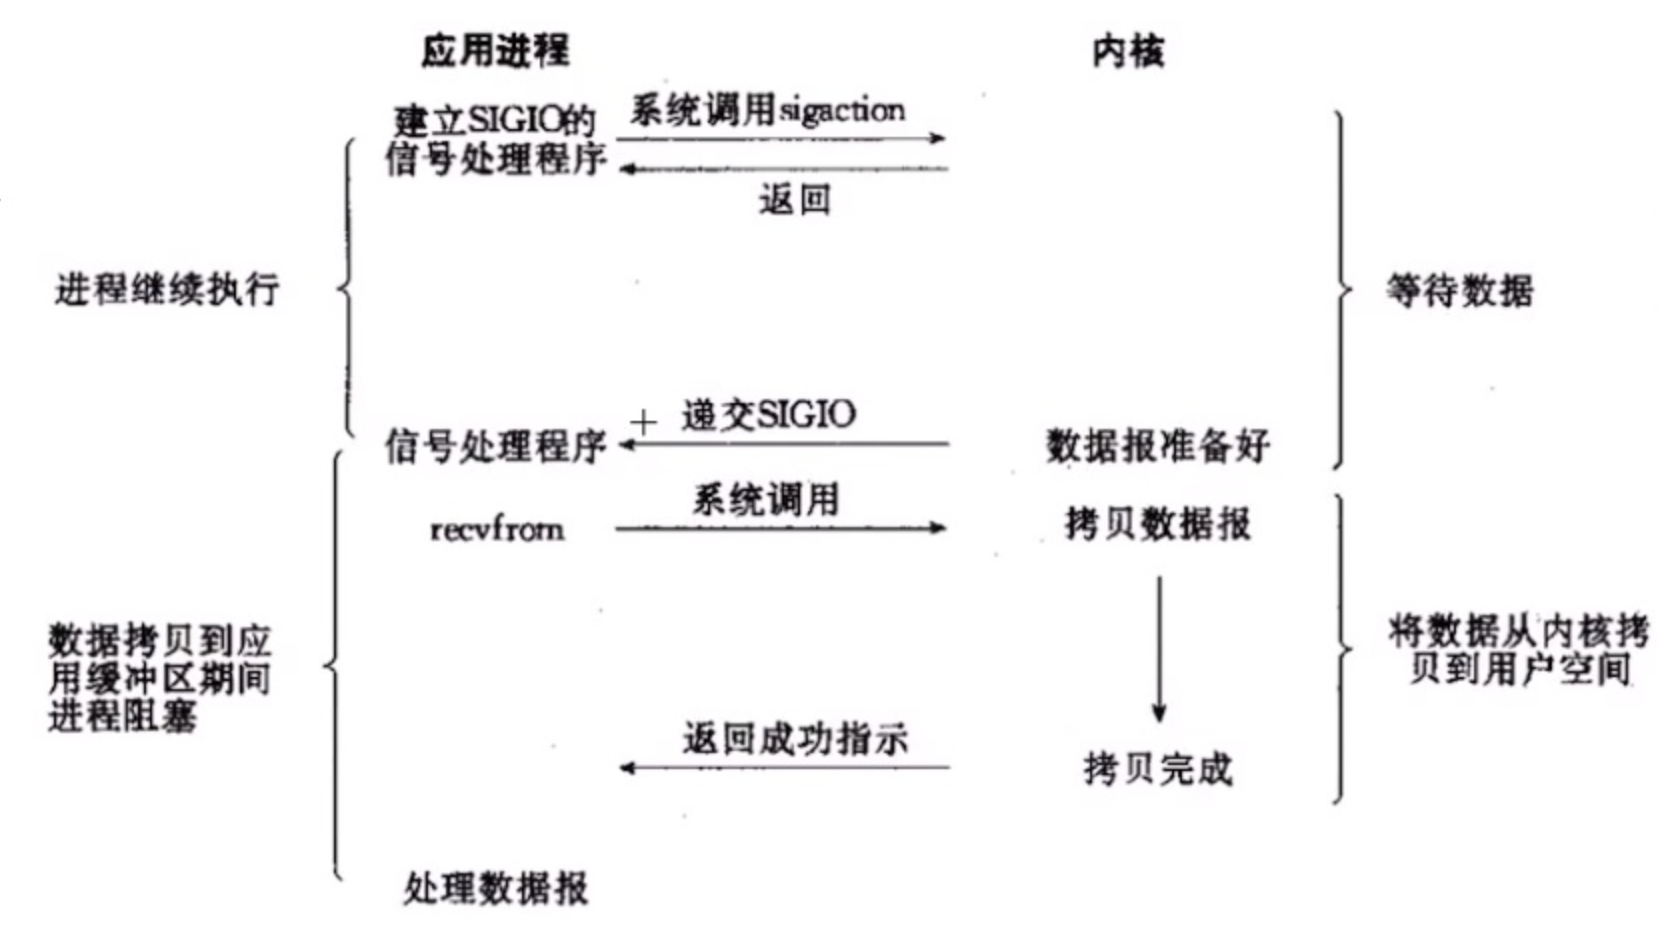 应用进程
内核
建立SIGIO的
信号处理程序
系统调用sigaction
返回
进程继续执行
等待数据
递交SIGIO
信号处理程序
数据报准备好
系统调用
recvfrom
拷贝数据报
数据拷贝到应
用缓冲区期间
进程阻塞
将数据从内核拷
贝到用户空间
返回成功指示
拷贝完成
处理数据报